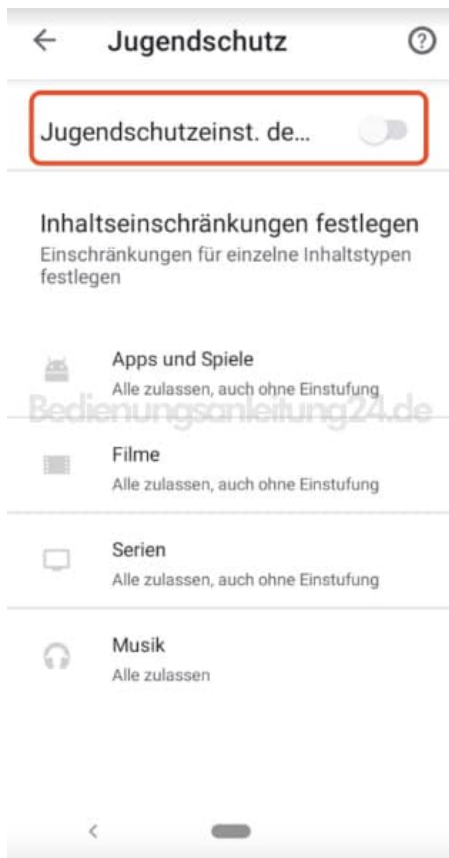 Jugendschutz
Jugendschutzeinst. de...
Inhaltseinschränkungen festlegen
Einschränkungen für einzelne Inhaltstypen
festlegen
Apps und Spiele
Alle zulassen, auch ohne Einstufung
Bedienungsanleitung24.de
Filme
Alle zulassen, auch ohne Einstufung
Serien
Alle zulassen, auch ohne Einstufung
Musik
Alle zulassen